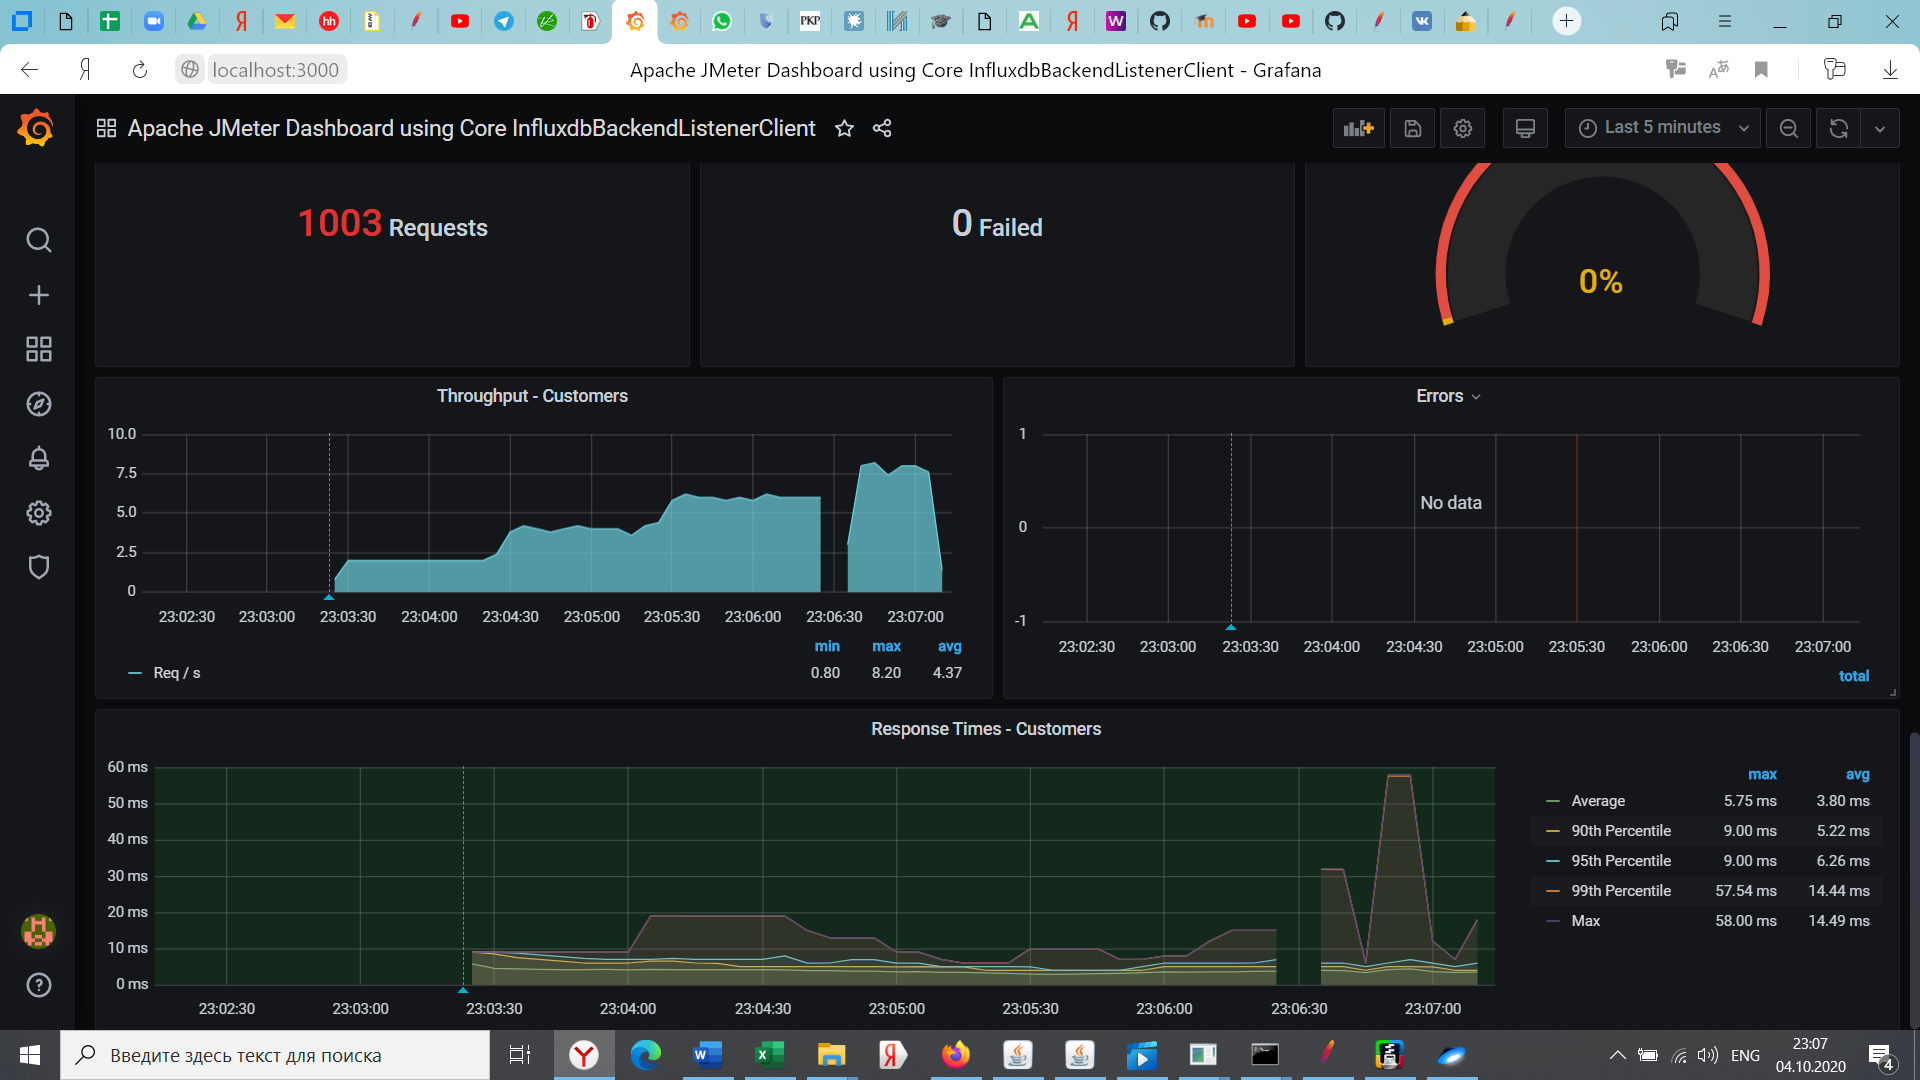 localhost:3000
Apache JMeter Dashboard using Core InfluxdbBackendListenerClient - Grafana
Apache JMeter Dashboard using Core InfluxdbBackendListenerClient
Last 5 minutes
1003 Requests
0 Failed
0%
Throughput - Customers
10.0
7.5
5.0
2.5
0
23:02:30 23:03:00 23:03:30 23:04:00 23:04:30 23:05:00 23:05:30 23:06:00 23:06:30 23:07:00
min max avg
Req / s 0.80 8.20 4.37
Errors
1
0
-1
No data
23:02:30 23:03:00 23:03:30 23:04:00 23:04:30 23:05:00 23:05:30 23:06:00 23:06:30 23:07:00
total
Response Times - Customers
60 ms
50 ms
40 ms
30 ms
20 ms
10 ms
0 ms
23:02:30 23:03:00 23:03:30 23:04:00 23:04:30 23:05:00 23:05:30 23:06:00 23:06:30 23:07:00
max avg
Average 5.75 ms 3.80 ms
90th Percentile 9.00 ms 5.22 ms
95th Percentile 9.00 ms 6.26 ms
99th Percentile 57.54 ms 14.44 ms
Max 58.00 ms 14.49 ms
Введите здесь текст для поиска
ENG
23:07
04.10.2020
4